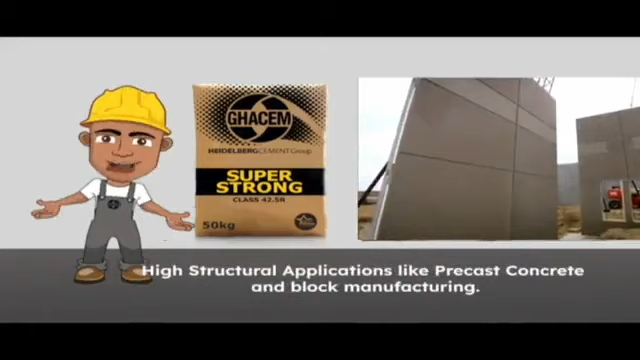 GHACEM
HEIDELBERGCEMENT Group
SUPER
STRONG
CLASS 42.5R
50kg
High Structural Applications like Precast Concrete
and block manufacturing.